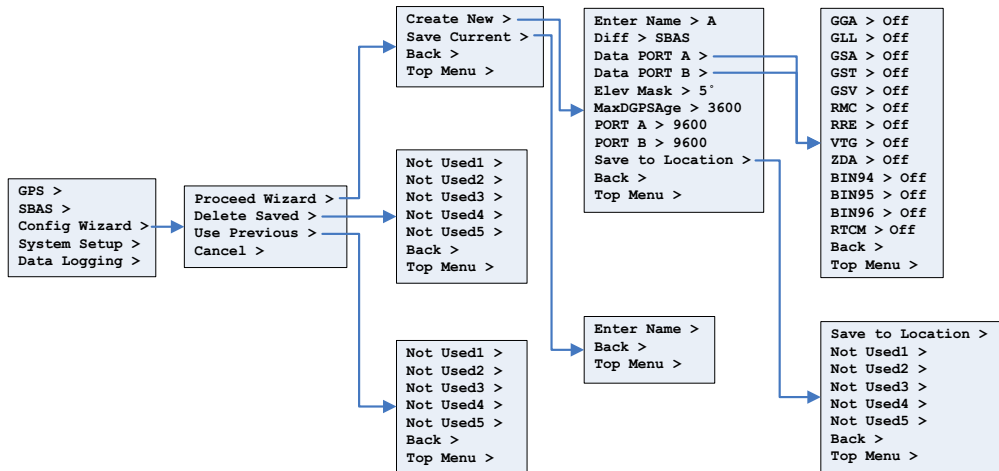 GPS >
SBAS >
Config Wizard >
System Setup >
Data Logging >
Proceed Wizard >
Delete Saved >
Use Previous >
Cancel >
Create New >
Save Current >
Back >
Top Menu >
Not Used1 >
Not Used2 >
Not Used3 >
Not Used4 >
Not Used5 >
Back >
Top Menu >
Not Used1 >
Not Used2 >
Not Used3 >
Not Used4 >
Not Used5 >
Back >
Top Menu >
Enter Name > A
Diff > SBAS
Data PORT A >
Data PORT B >
Elev Mask > 5°
MaxDGPSAge > 3600
PORT A > 9600
PORT B > 9600
Save to Location >
Back >
Top Menu >
Enter Name >
Back >
Top Menu >
GGA > Off
GLL > Off
GSA > Off
GST > Off
GSV > Off
RMC > Off
RRE > Off
VTG > Off
ZDA > Off
BIN94 > Off
BIN95 > Off
BIN96 > Off
RTCM > Off
Back >
Top Menu >
Save to Location >
Not Used1 >
Not Used2 >
Not Used3 >
Not Used4 >
Not Used5 >
Back >
Top Menu >